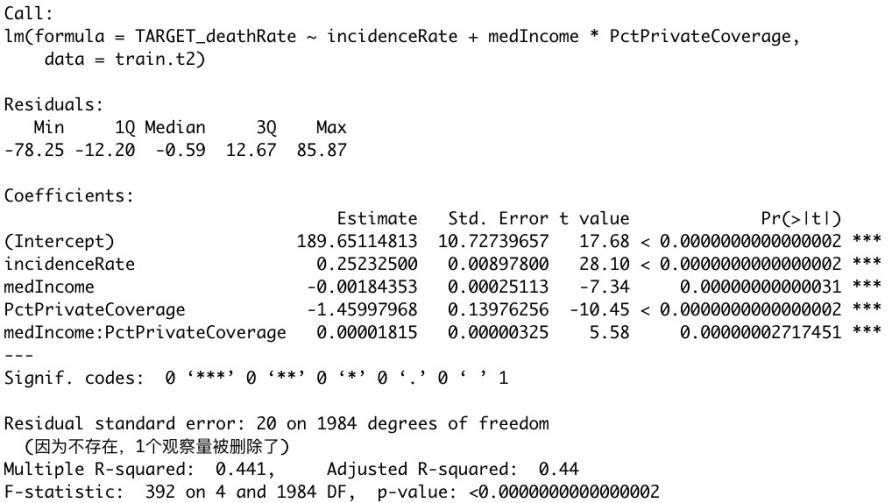 Call:
lm(formula = TARGET_deathRate ~ incidenceRate + medIncome * PctPrivateCoverage,
    data = train.t2)

Residuals:
   Min     1Q Median     3Q    Max
-78.25 -12.20  -0.59  12.67  85.87

Coefficients:
                                Estimate  Std. Error t value             Pr(>|t|)
(Intercept)                 189.65114813 10.72739657   17.68 < 0.0000000000000002 ***
incidenceRate                 0.25232500  0.00897800   28.10 < 0.0000000000000002 ***
medIncome                    -0.00184353  0.00025113   -7.34     0.00000000000031 ***
PctPrivateCoverage           -1.45997968  0.13976256  -10.45 < 0.0000000000000002 ***
medIncome:PctPrivateCoverage  0.00001815  0.00000325    5.58     0.00000002717451 ***
---
Signif. codes:  0 ‘***’ 0 ‘**’ 0 ‘*’ 0 ‘.’ 0 ‘ ’ 1

Residual standard error: 20 on 1984 degrees of freedom
  (因为不存在，1个观察量被删除了)
Multiple R-squared:  0.441,     Adjusted R-squared:  0.44
F-statistic:  392 on 4 and 1984 DF,  p-value: <0.0000000000000002